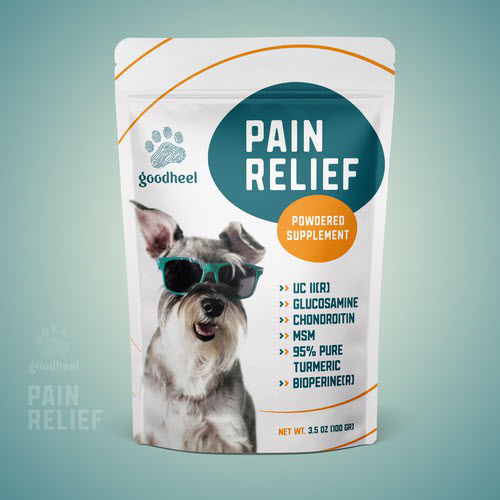 goodheel
PAIN
RELIEF
POWDERED
SUPPLEMENT
UC II(R)
GLUCOSAMINE
CHONDROITIN
MSM
95% PURE
TURMERIC
BIOPERINE(R)
NET WT. 3.5 OZ (100 GR)
goodheel
PAIN
RELIEF